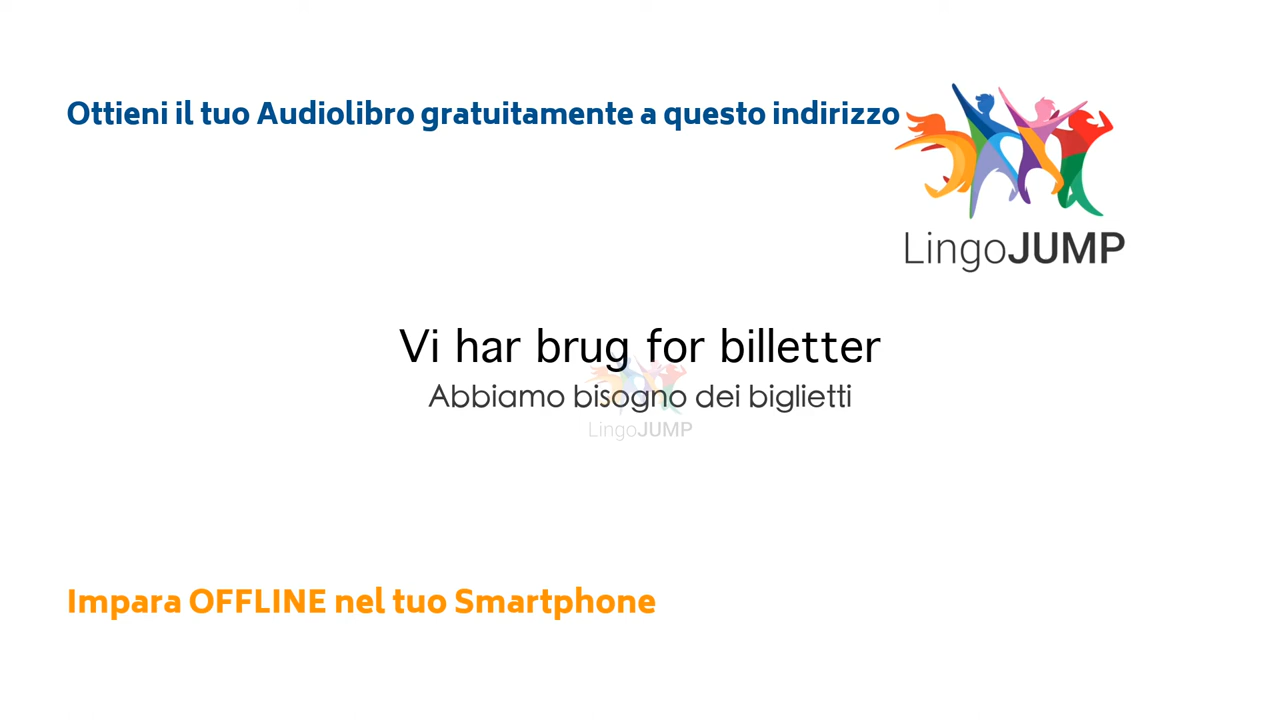 Ottieni il tuo Audiolibro gratuitamente a questo indirizzo
LingoJUMP
Vi har brug for billetter
Abbiamo bisogno dei biglietti
LingoJUMP
Impara OFFLINE nel tuo Smartphone